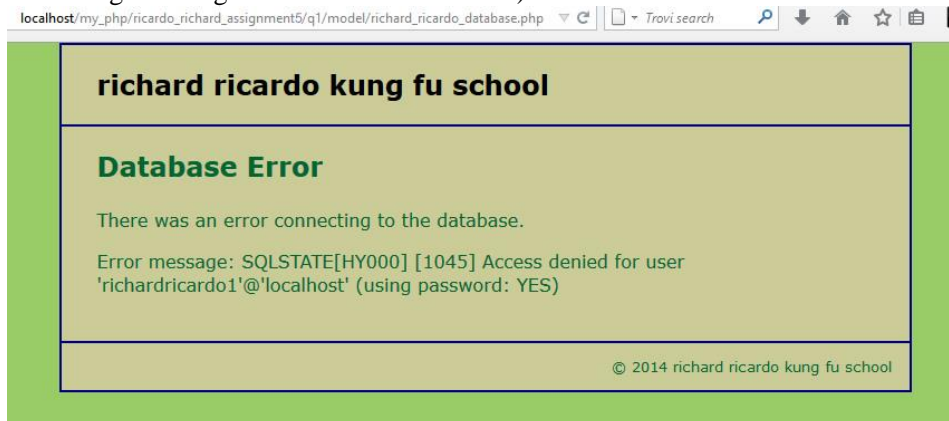 localhost/my_php/ricardo_richard_assignment5/q1/model/richard_ricardo_database.php Trovi search
richard ricardo kung fu school
Database Error
There was an error connecting to the database.
Error message: SQLSTATE[HY000] [1045] Access denied for user
'richardricardo1'@'localhost' (using password: YES)
© 2014 richard ricardo kung fu school